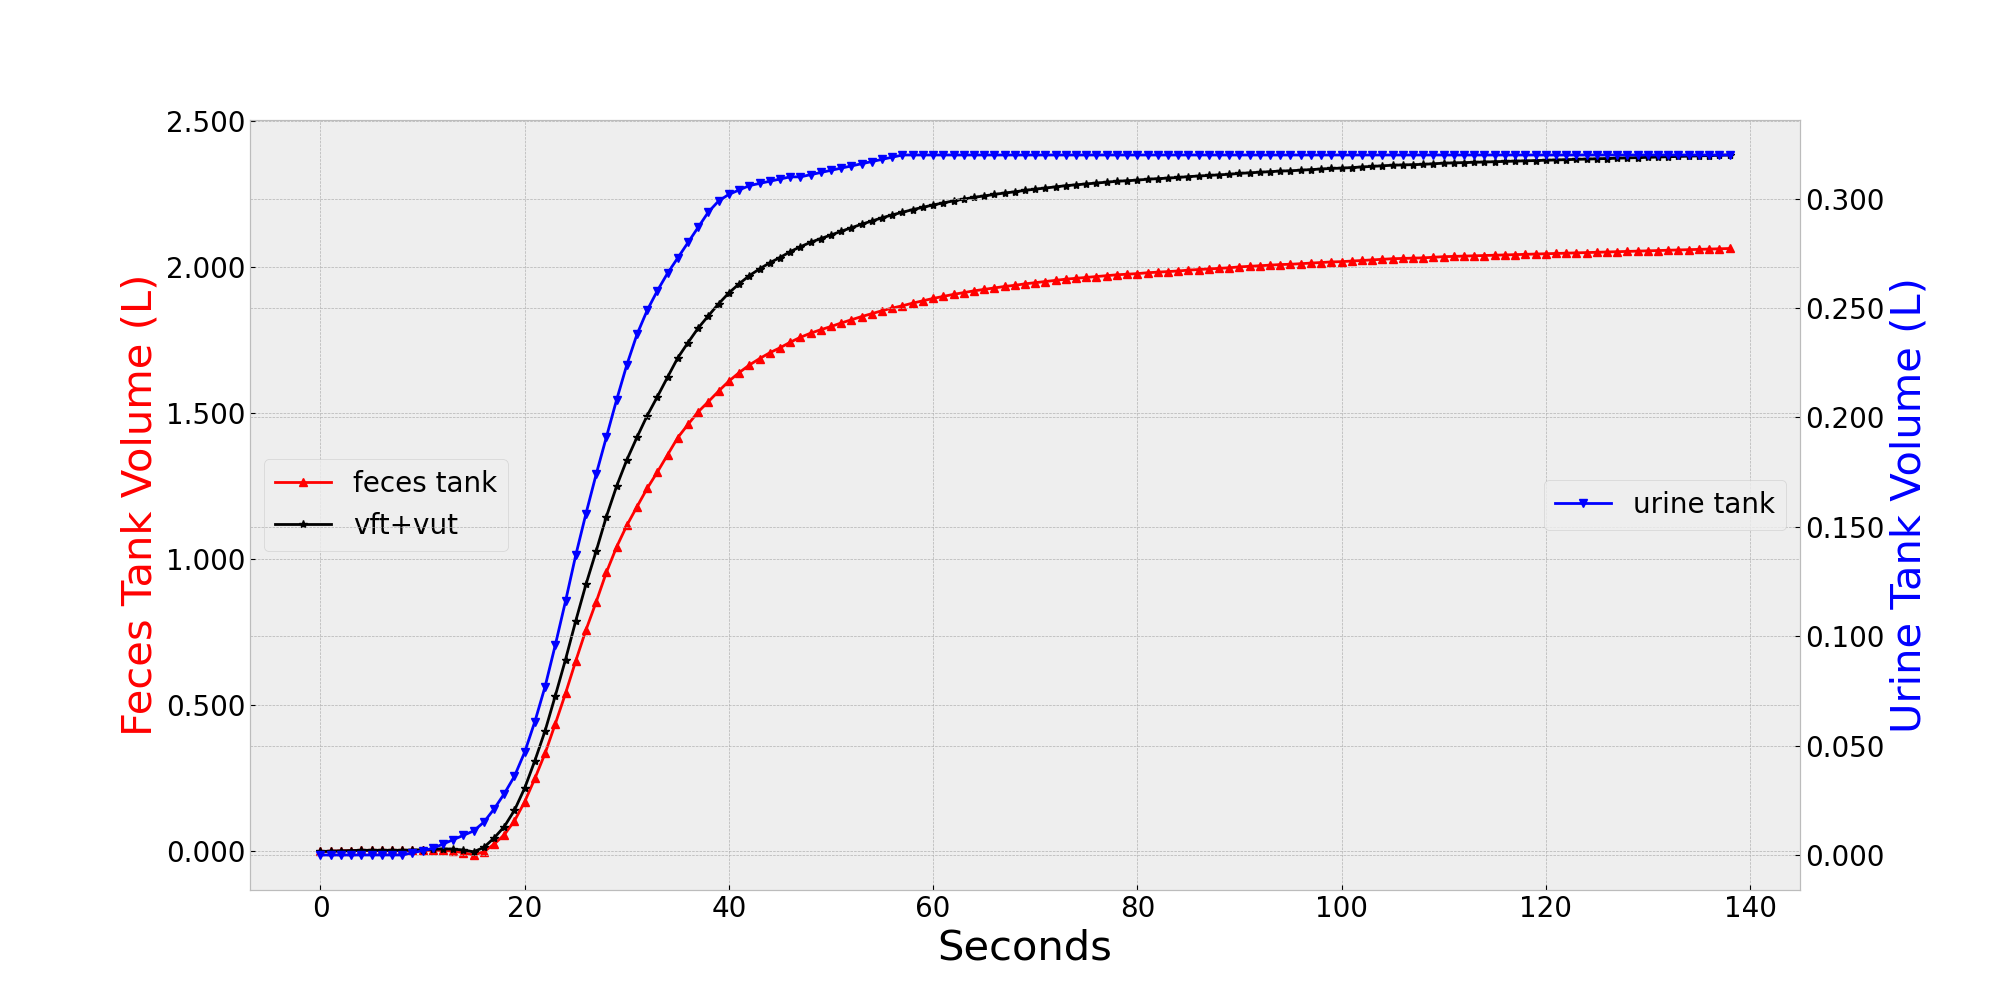 2.500
2.000
1.500
1.000
0.500
0.000
Feces Tank Volume (L)
feces tank
vft+vut
urine tank
0.300
0.250
0.200
0.150
0.100
0.050
0.000
Urine Tank Volume (L)
0 20 40 60 80 100 120 140
Seconds